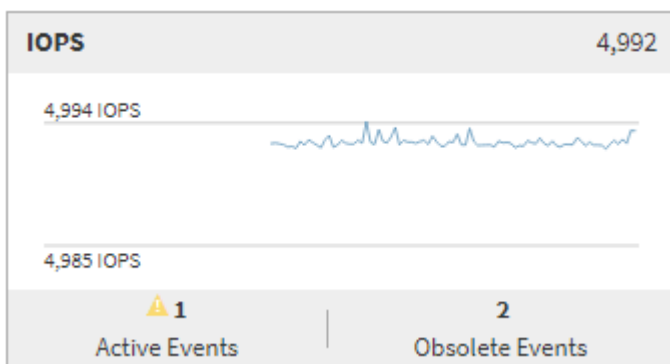 IOPS 4,992
4,994 IOPS
4,985 IOPS
1 2
Active Events Obsolete Events